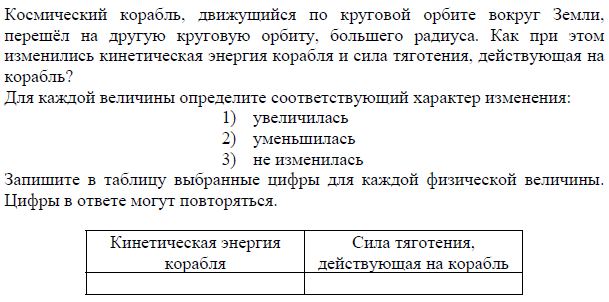 Космический корабль, движущийся по круговой орбите вокруг Земли,
перешёл на другую круговую орбиту, большего радиуса. Как при этом
изменились кинетическая энергия корабля и сила тяготения, действующая на
корабль?
Для каждой величины определите соответствующий характер изменения:
1) увеличилась
2) уменьшилась
3) не изменилась
Запишите в таблицу выбранные цифры для каждой физической величины.
Цифры в ответе могут повторяться.
Кинетическая энергия
корабля
Сила тяготения,
действующая на корабль